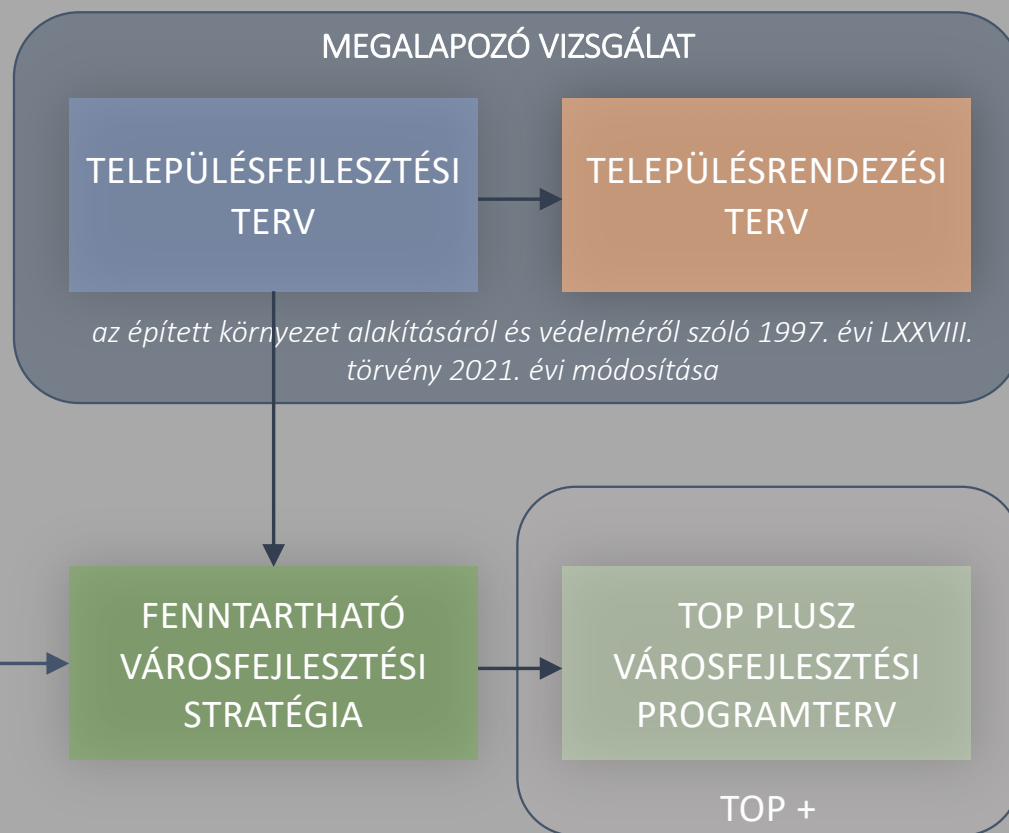 MEGALAPOZÓ VIZSGÁLAT
TELEPÜLÉSFEJLESZTÉSI
TERV
TELEPÜLÉSRENDEZÉSI
TERV
az épített környezet alakításáról és védelméről szóló 1997. évi LXXVIII.
törvény 2021. évi módosítása
FENNTARTHATÓ
VÁROSFEJLESZTÉSI
STRATÉGIA
TOP PLUSZ
VÁROSFEJLESZTÉSI
PROGRAMTERV
TOP +